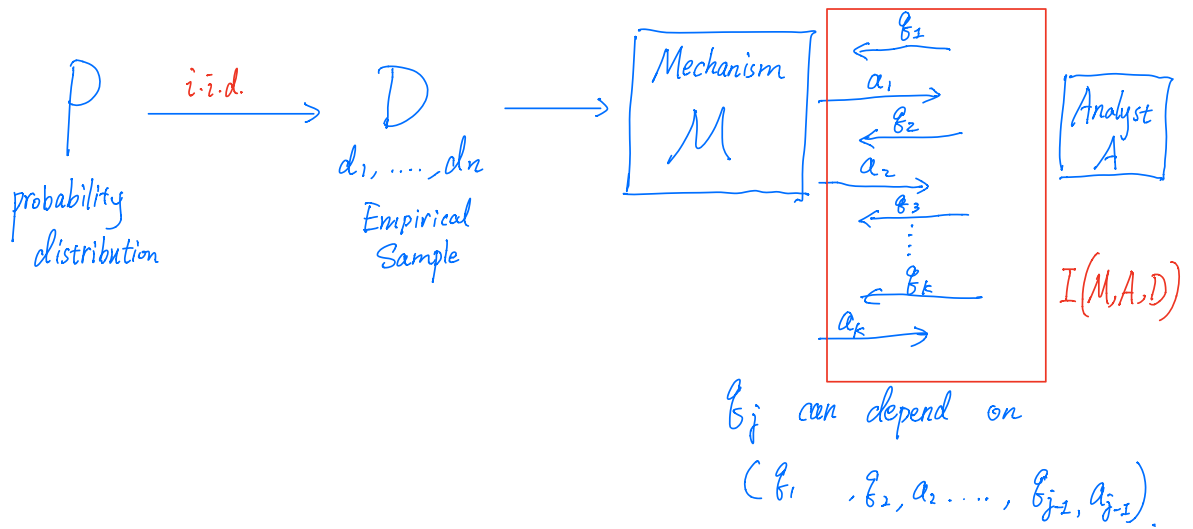 P
i.i.d.
D
d1, ...., dn
probability
distribution
Empirical
Sample
Mechanism
M
q1
a1
q2
a2
q3
qk
ak
Analyst
A
I(M,A,D)
qj can depend on
(q1 , q2, a2 ...., qj-1, aj-1).